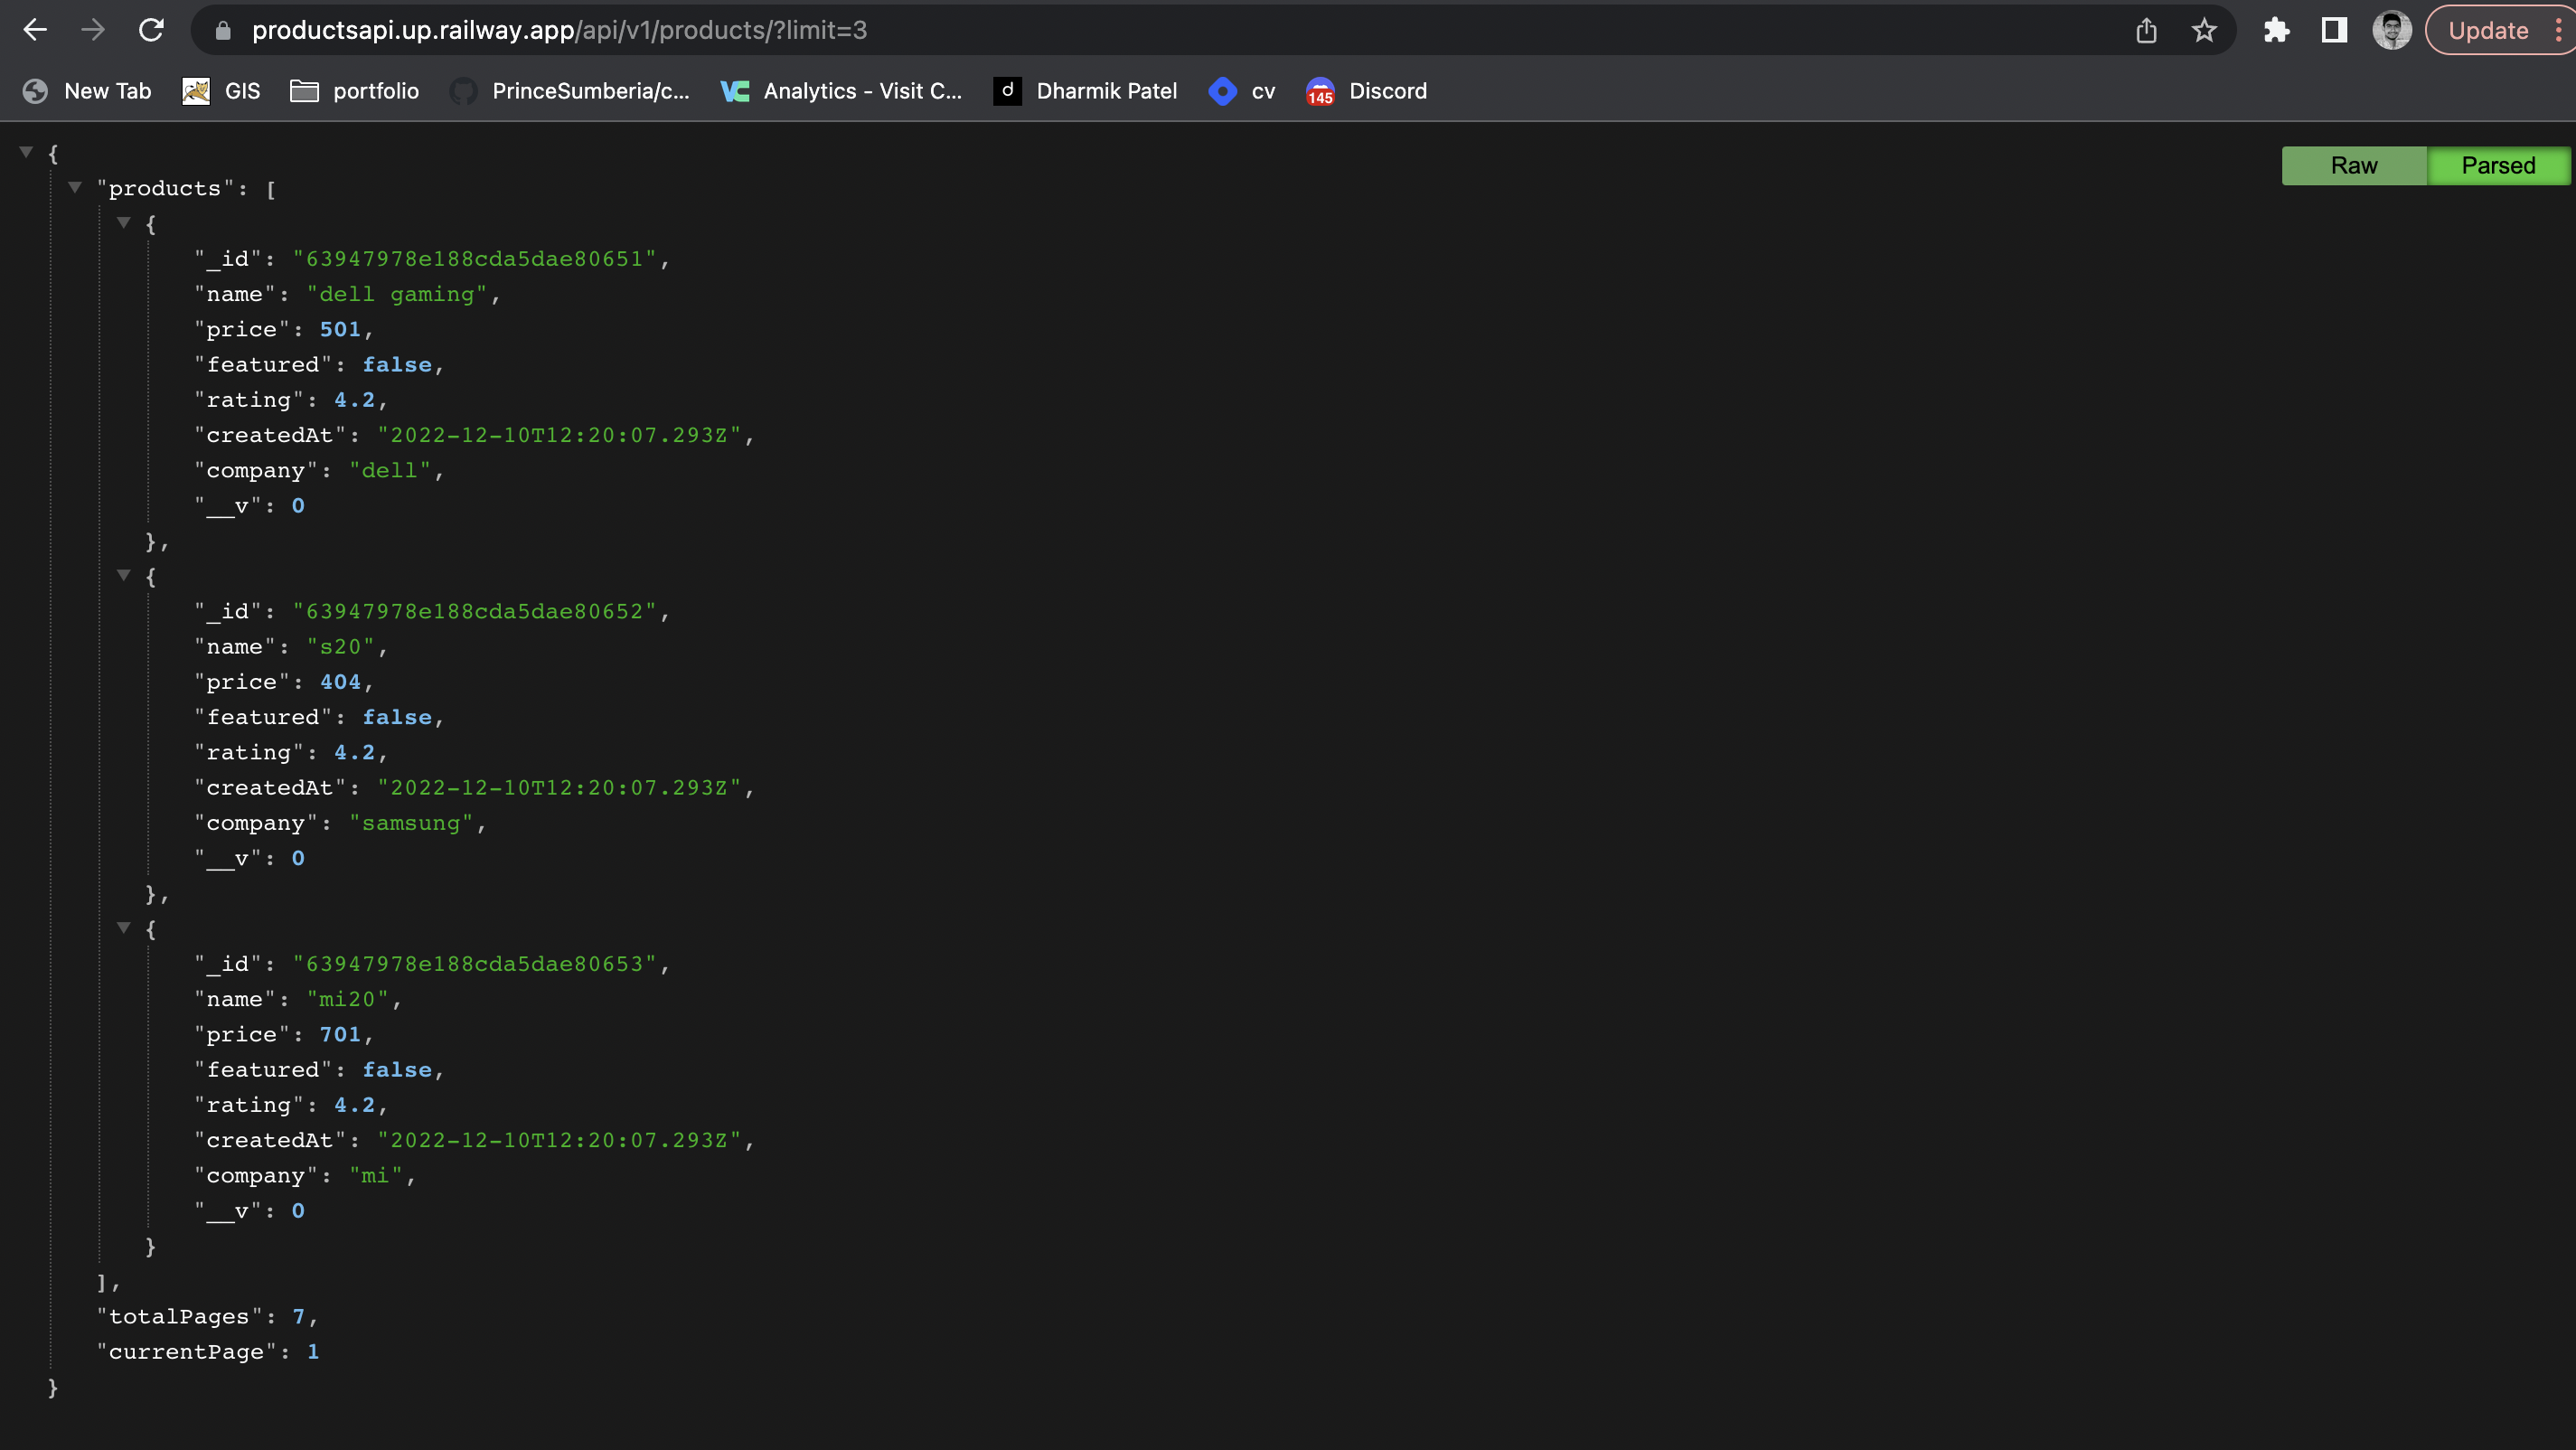 productsapi.up.railway.app/api/v1/products/?limit=3
Update
New Tab
GIS
portfolio
PrinceSumberia/c...
Analytics - Visit C...
d
Dharmik Patel
cv
145
Discord
Raw
Parsed
{
"products": [
{
"_id": "63947978e188cda5dae80651",
"name": "dell gaming",
"price": 501,
"featured": false,
"rating": 4.2,
"createdAt": "2022-12-10T12:20:07.293Z",
"company": "dell",
"__v": 0
},
{
"_id": "63947978e188cda5dae80652",
"name": "s20",
"price": 404,
"featured": false,
"rating": 4.2,
"createdAt": "2022-12-10T12:20:07.293Z",
"company": "samsung",
"__v": 0
},
{
"_id": "63947978e188cda5dae80653",
"name": "mi20",
"price": 701,
"featured": false,
"rating": 4.2,
"createdAt": "2022-12-10T12:20:07.293Z",
"company": "mi",
"__v": 0
}
],
"totalPages": 7,
"currentPage": 1
}